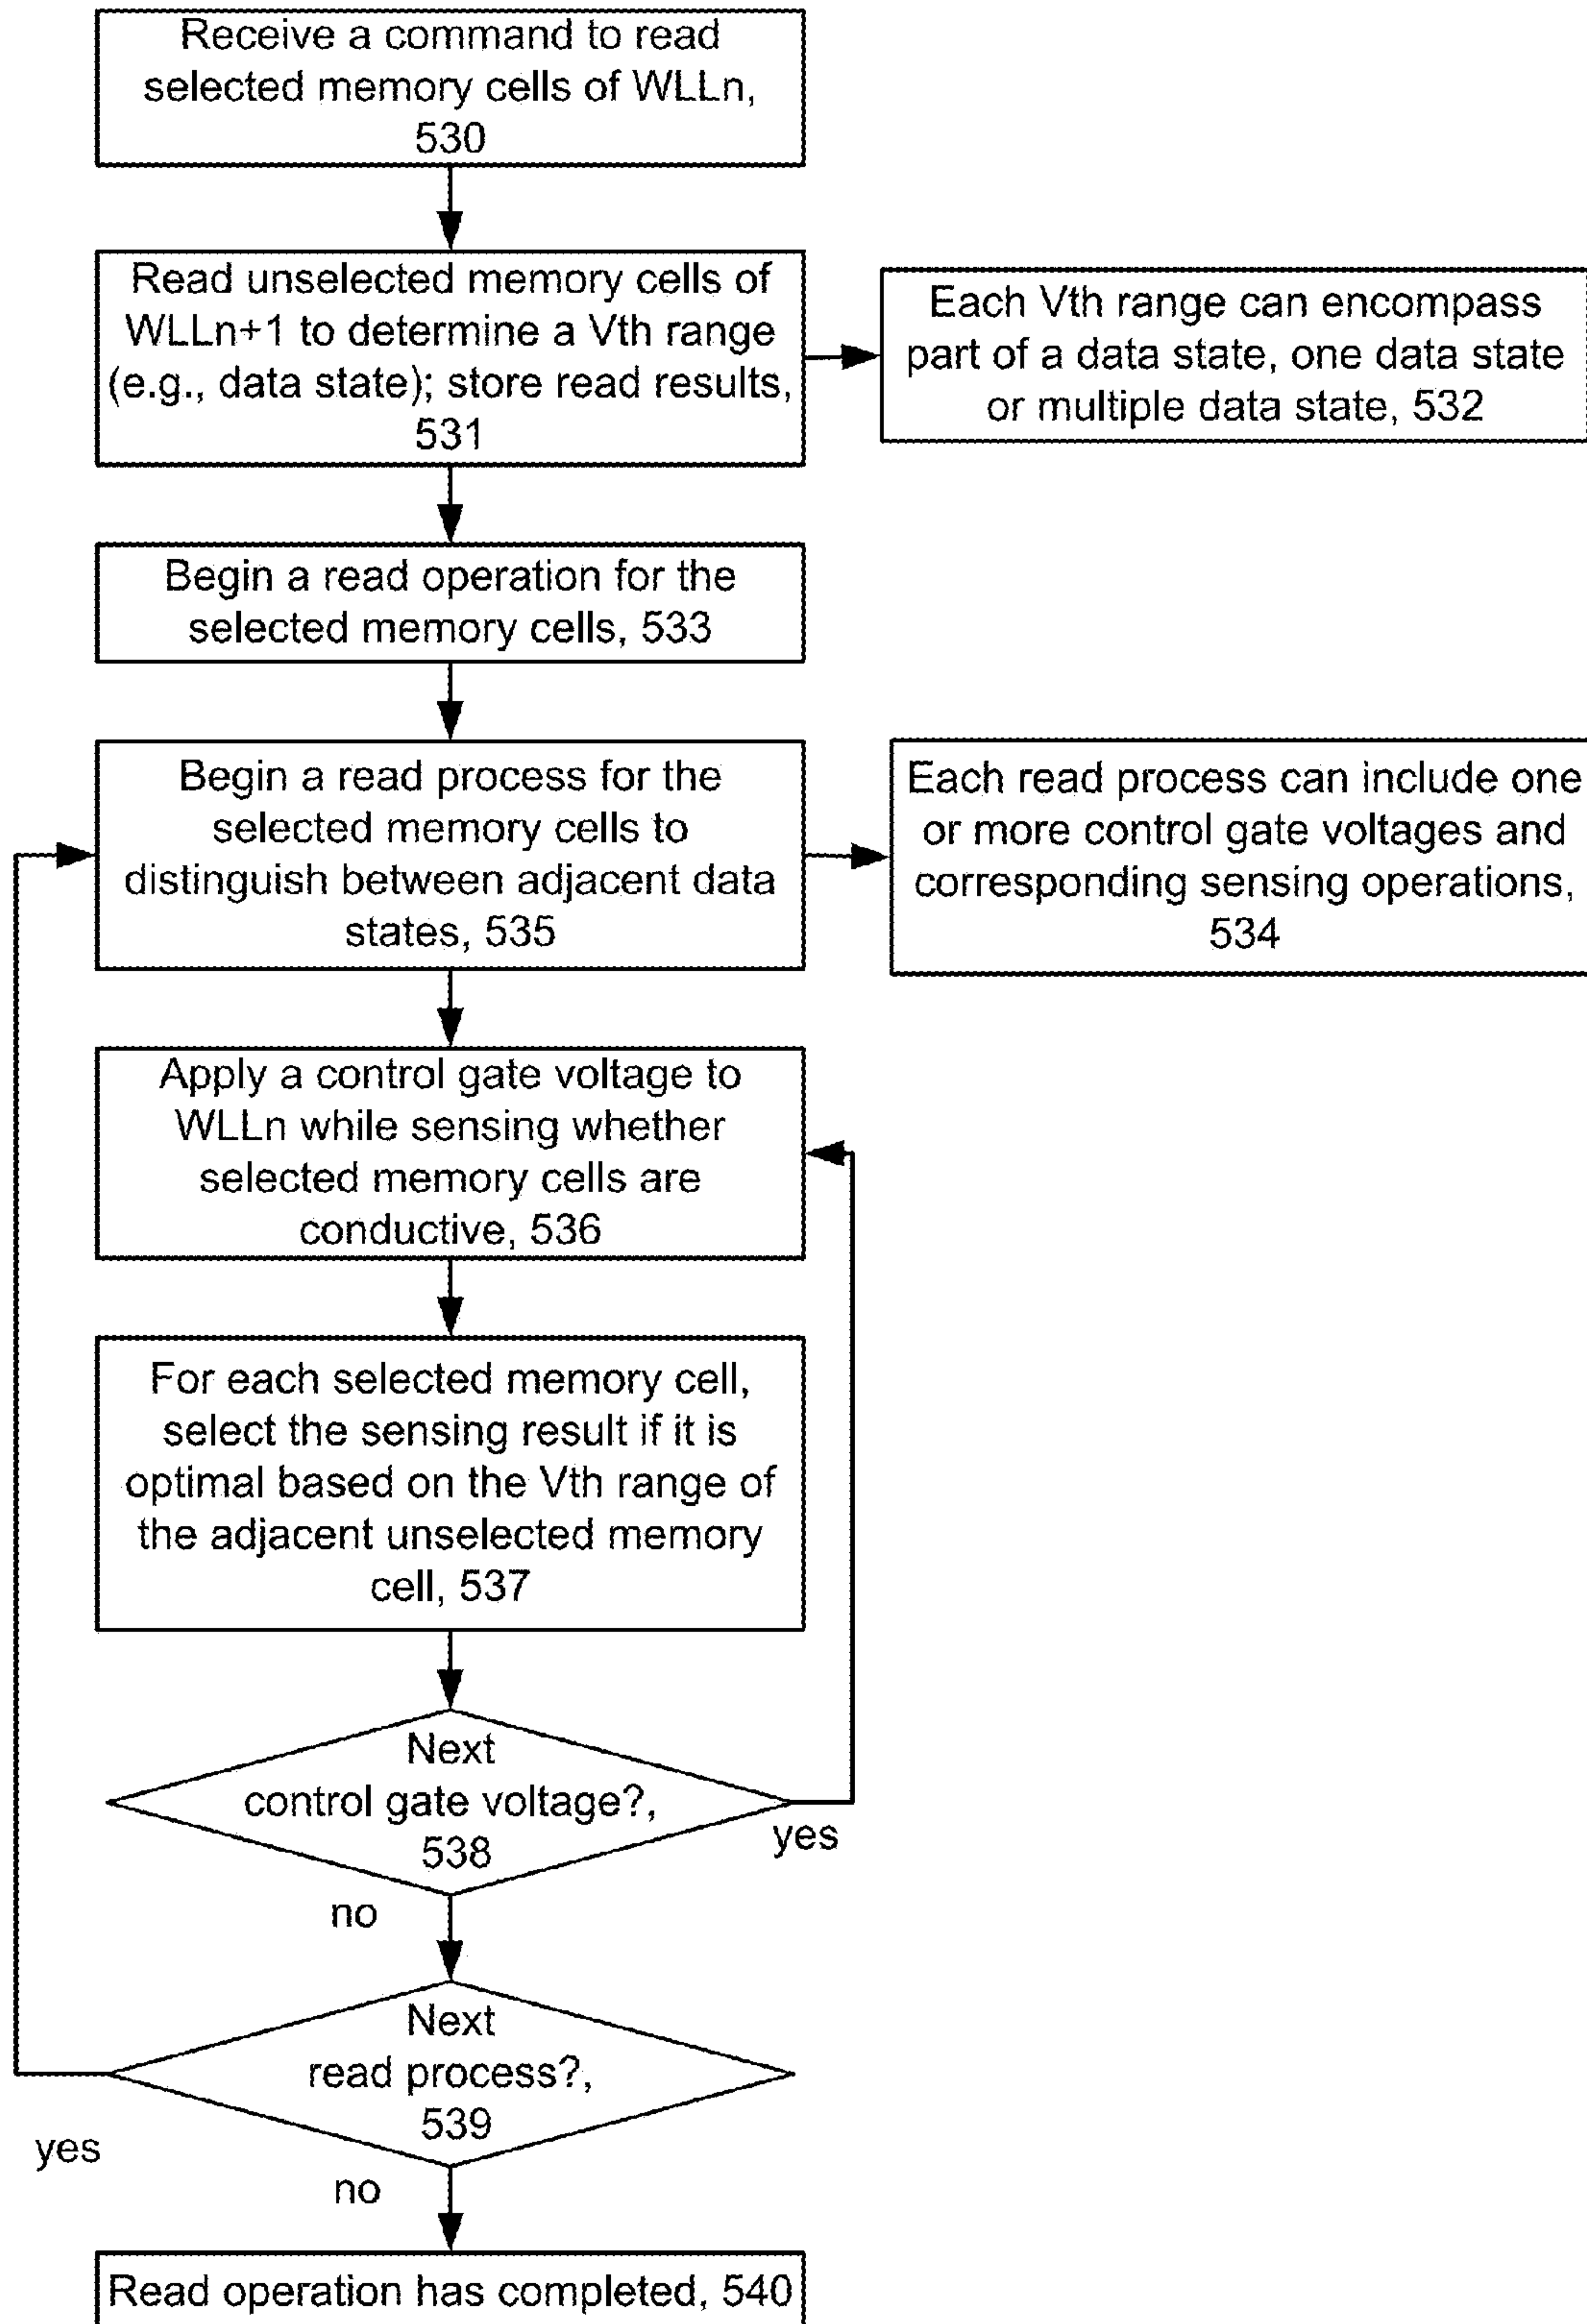 Receive a command to read
selected memory cells of WLLn,
530
Read unselected memory cells of
WLLn+1 to determine a Vth range
(e.g., data state); store read results,
531
Each Vth range can encompass
part of a data state, one data state
or multiple data state, 532
Begin a read operation for the
selected memory cells, 533
Begin a read process for the
selected memory cells to
distinguish between adjacent data
states, 535
Each read process can include one
or more control gate voltages and
corresponding sensing operations,
534
Apply a control gate voltage to
WLLn while sensing whether
selected memory cells are
conductive, 536
For each selected memory cell,
select the sensing result if it is
optimal based on the Vth range of
the adjacent unselected memory
cell, 537
Next
control gate voltage?,
538
yes
no
Next
read process?,
539
yes
no
Read operation has completed, 540